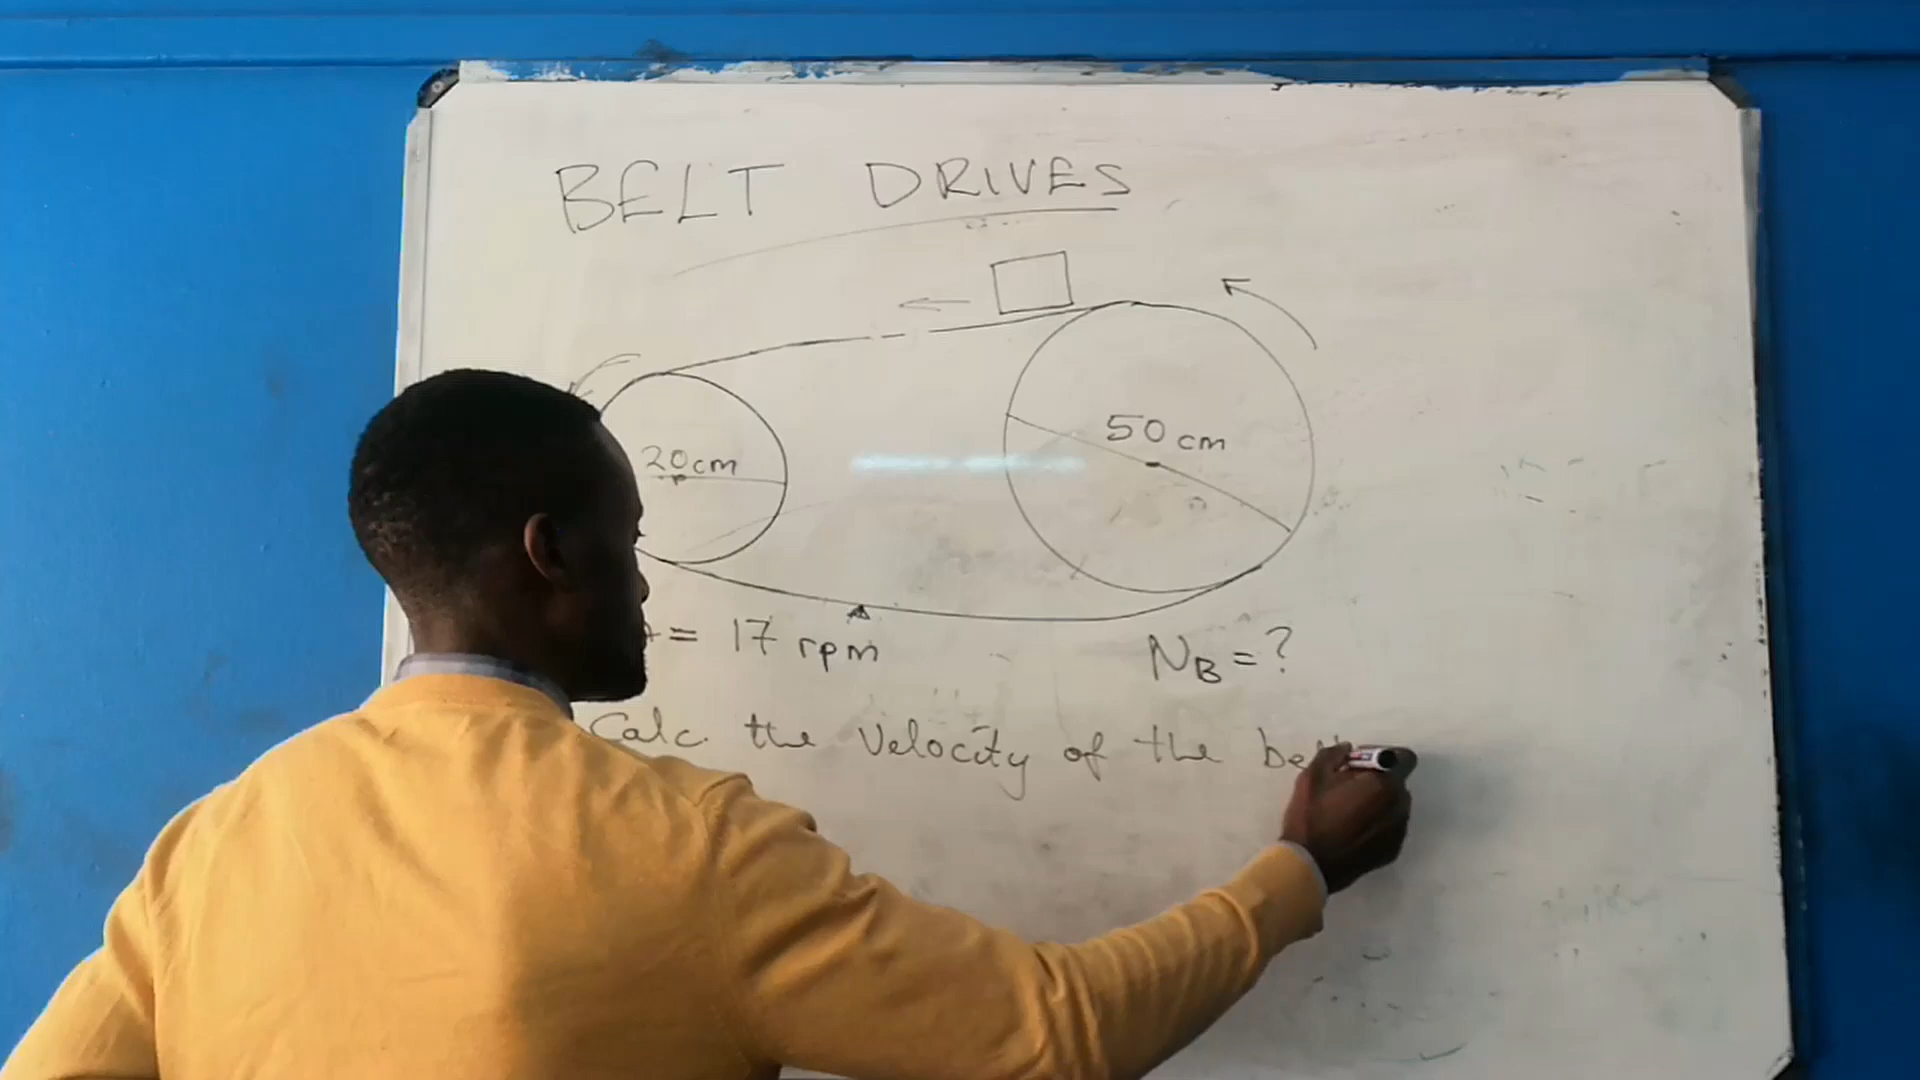 BELT DRIVES
20cm
50 cm
= 17 rpm
NB = ?
Calc. the Velocity of the